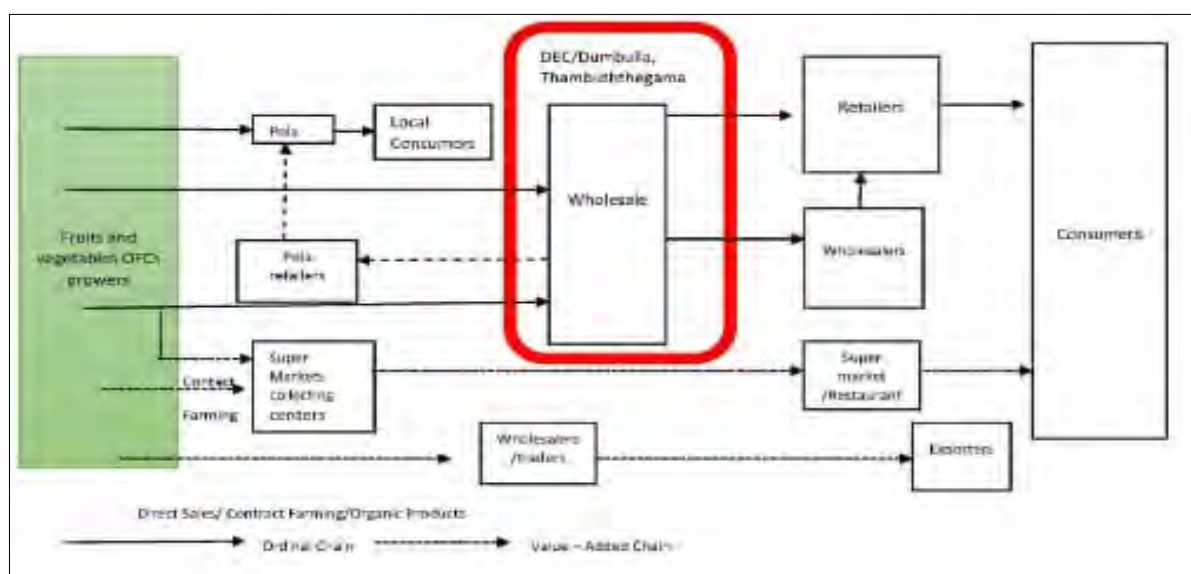 DEC/Dumbulla,
Thambuththegama
Pola
Local
Consumers
Retailers
Wholesale
Consumers
Fruits and
vegetables OFCs
growers
Pola
retailers
Wholesalers
Super
Markets
collecting
centers
Contact
Farming
Super
market
/Restaurant
Wholesalers
/traders
Exporters
Direct Sales/ Contract Farming/Organic Products
Ordinal Chain
Value – Added Chain